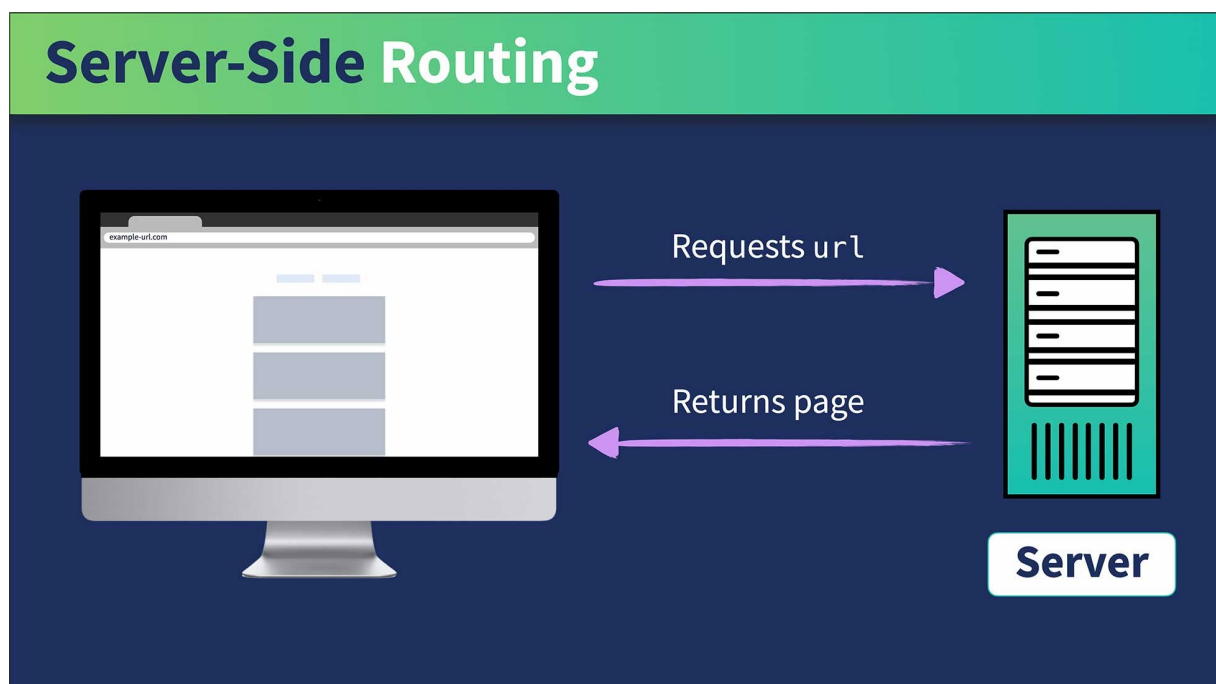 Server-Side Routing
example-url.com
Requests url
Returns page
Server